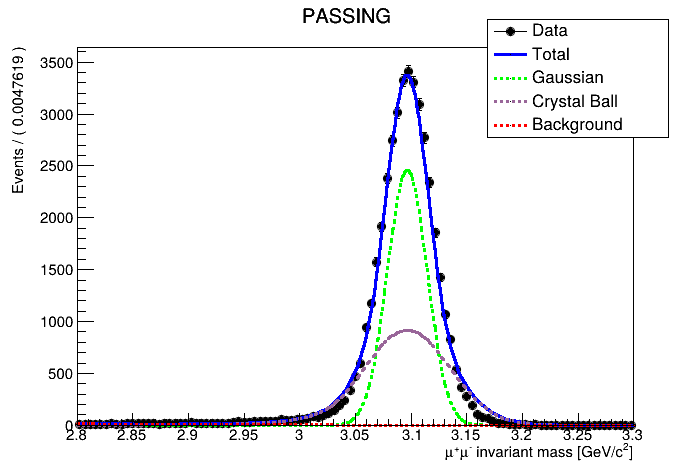 PASSING
Data
Total
Gaussian
Crystal Ball
Background
Events / ( 0.0047619 )
3500
3000
2500
2000
1500
1000
500
0
2.8 2.85 2.9 2.95 3 3.05 3.1 3.15 3.2 3.25 3.3
μ⁺μ⁻ invariant mass [GeV/c²]